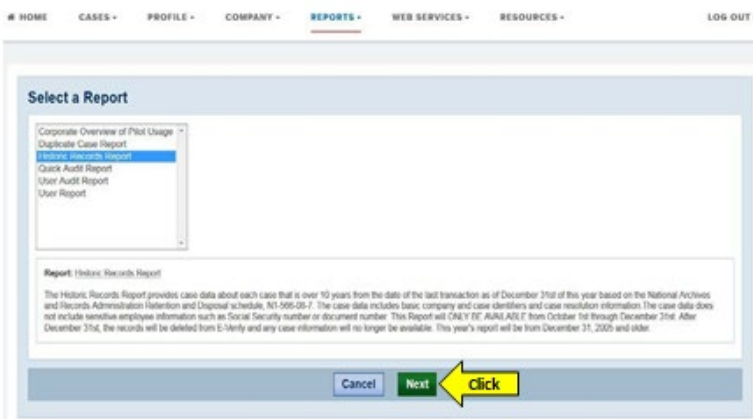 HOME CASES PROFILE COMPANY REPORTS WEB SERVICES RESOURCES LOG OUT
Select a Report
Corporate Overview of Pilot Usage
Duplicate Case Report
Historic Records Report
Quick Audit Report
User Audit Report
User Report
Report: Historic Records Report
The Historic Records Report provides case data about each case that is over 10 years from the date of the last transaction as of December 31st of this year based on the National Archives
and Records Administration Retention and Disposal schedule, N1-566-08-7. The case data includes basic company and case identifiers and case resolution information.The case data does
not include sensitive employee information such as Social Security number or document number. This Report will ONLY BE AVAILABLE from October 1st through December 31st. After
December 31st, the records will be deleted from E-Verify and any case information will no longer be available. This year's report will be from December 31, 2005 and older.
Cancel Next Click